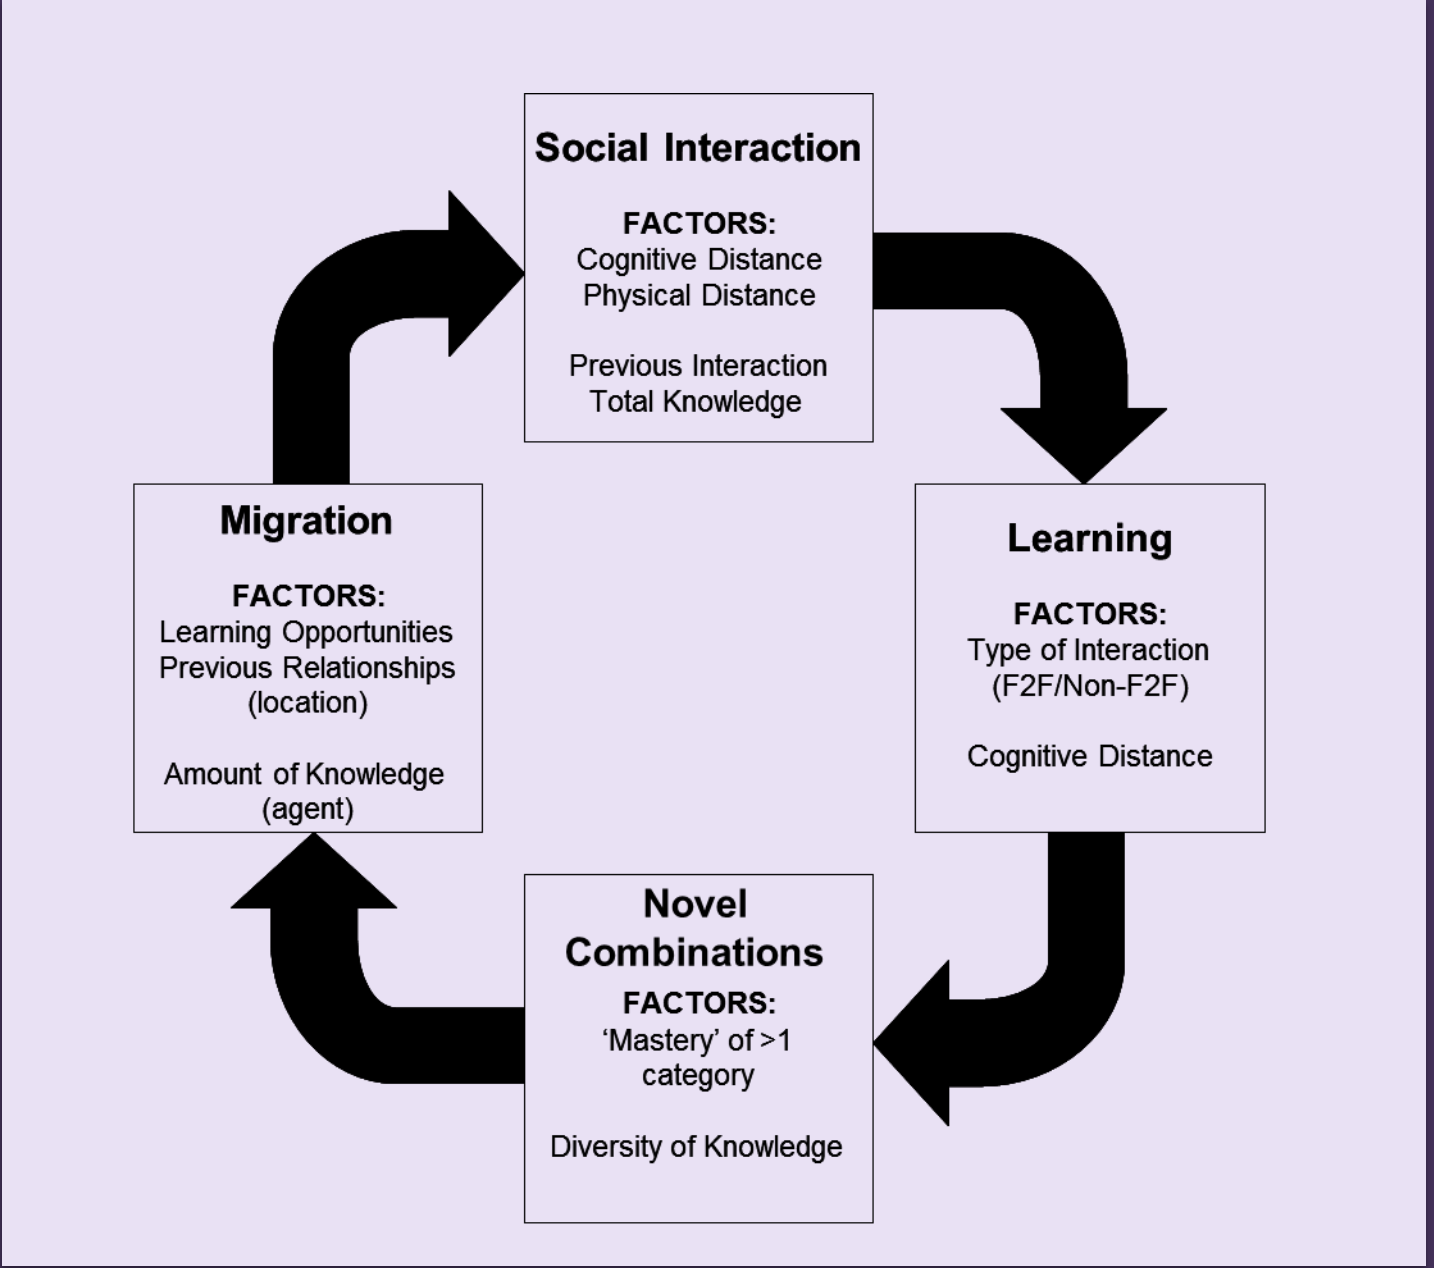 Social Interaction
FACTORS:
Cognitive Distance
Physical Distance
Previous Interaction
Total Knowledge
Migration
FACTORS:
Learning Opportunities
Previous Relationships
(location)
Amount of Knowledge
(agent)
Learning
FACTORS:
Type of Interaction
(F2F/Non-F2F)
Cognitive Distance
Novel
Combinations
FACTORS:
‘Mastery’ of >1
category
Diversity of Knowledge